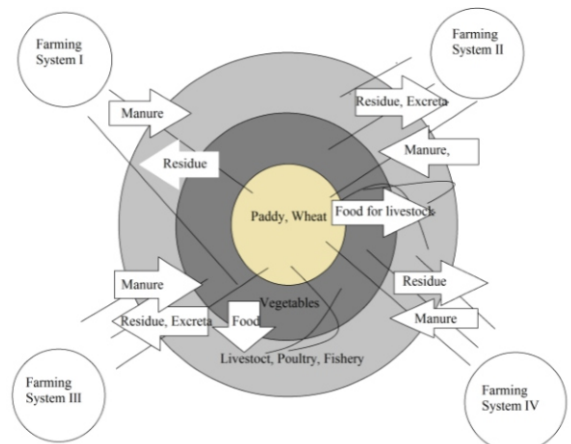 Farming
System I
Farming
System II
Manure
Residue, Excreta
Residue
Manure,
Paddy, Wheat
Food for livestock
Manure
Residue
Vegetables
Residue, Excreta
Food
Manure
Livestoct, Poultry, Fishery
Farming
System III
Farming
System IV